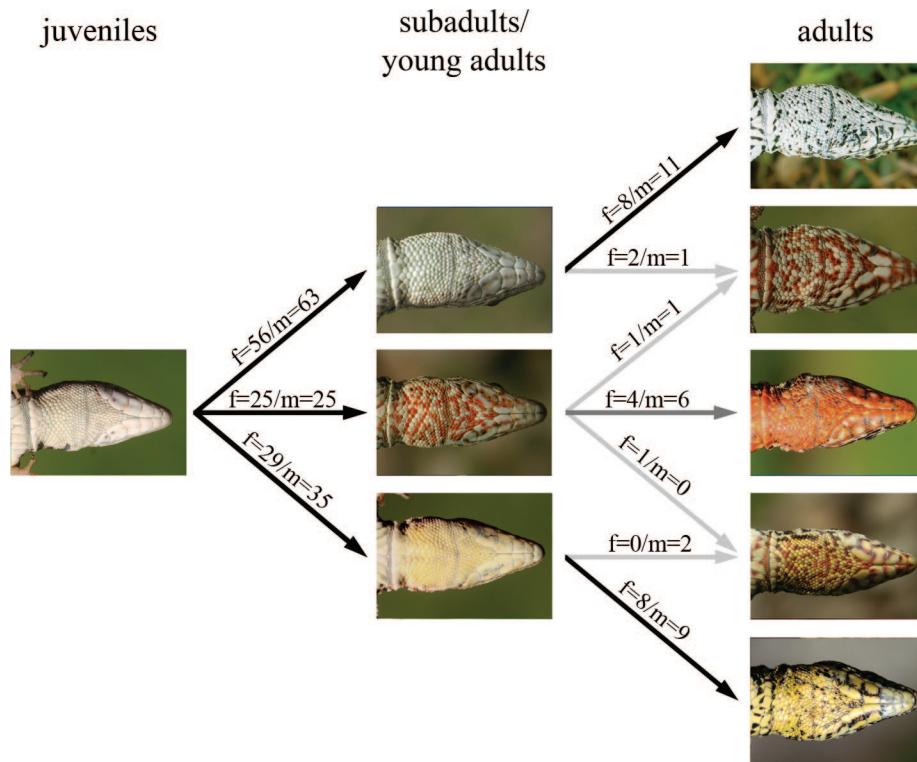 juveniles
subadults/
young adults
adults
f=56/m=63
f=25/m=25
f=29/m=35
f=8/m=11
f=2/m=1
f=1/m=1
f=4/m=6
f=1/m=0
f=0/m=2
f=8/m=9